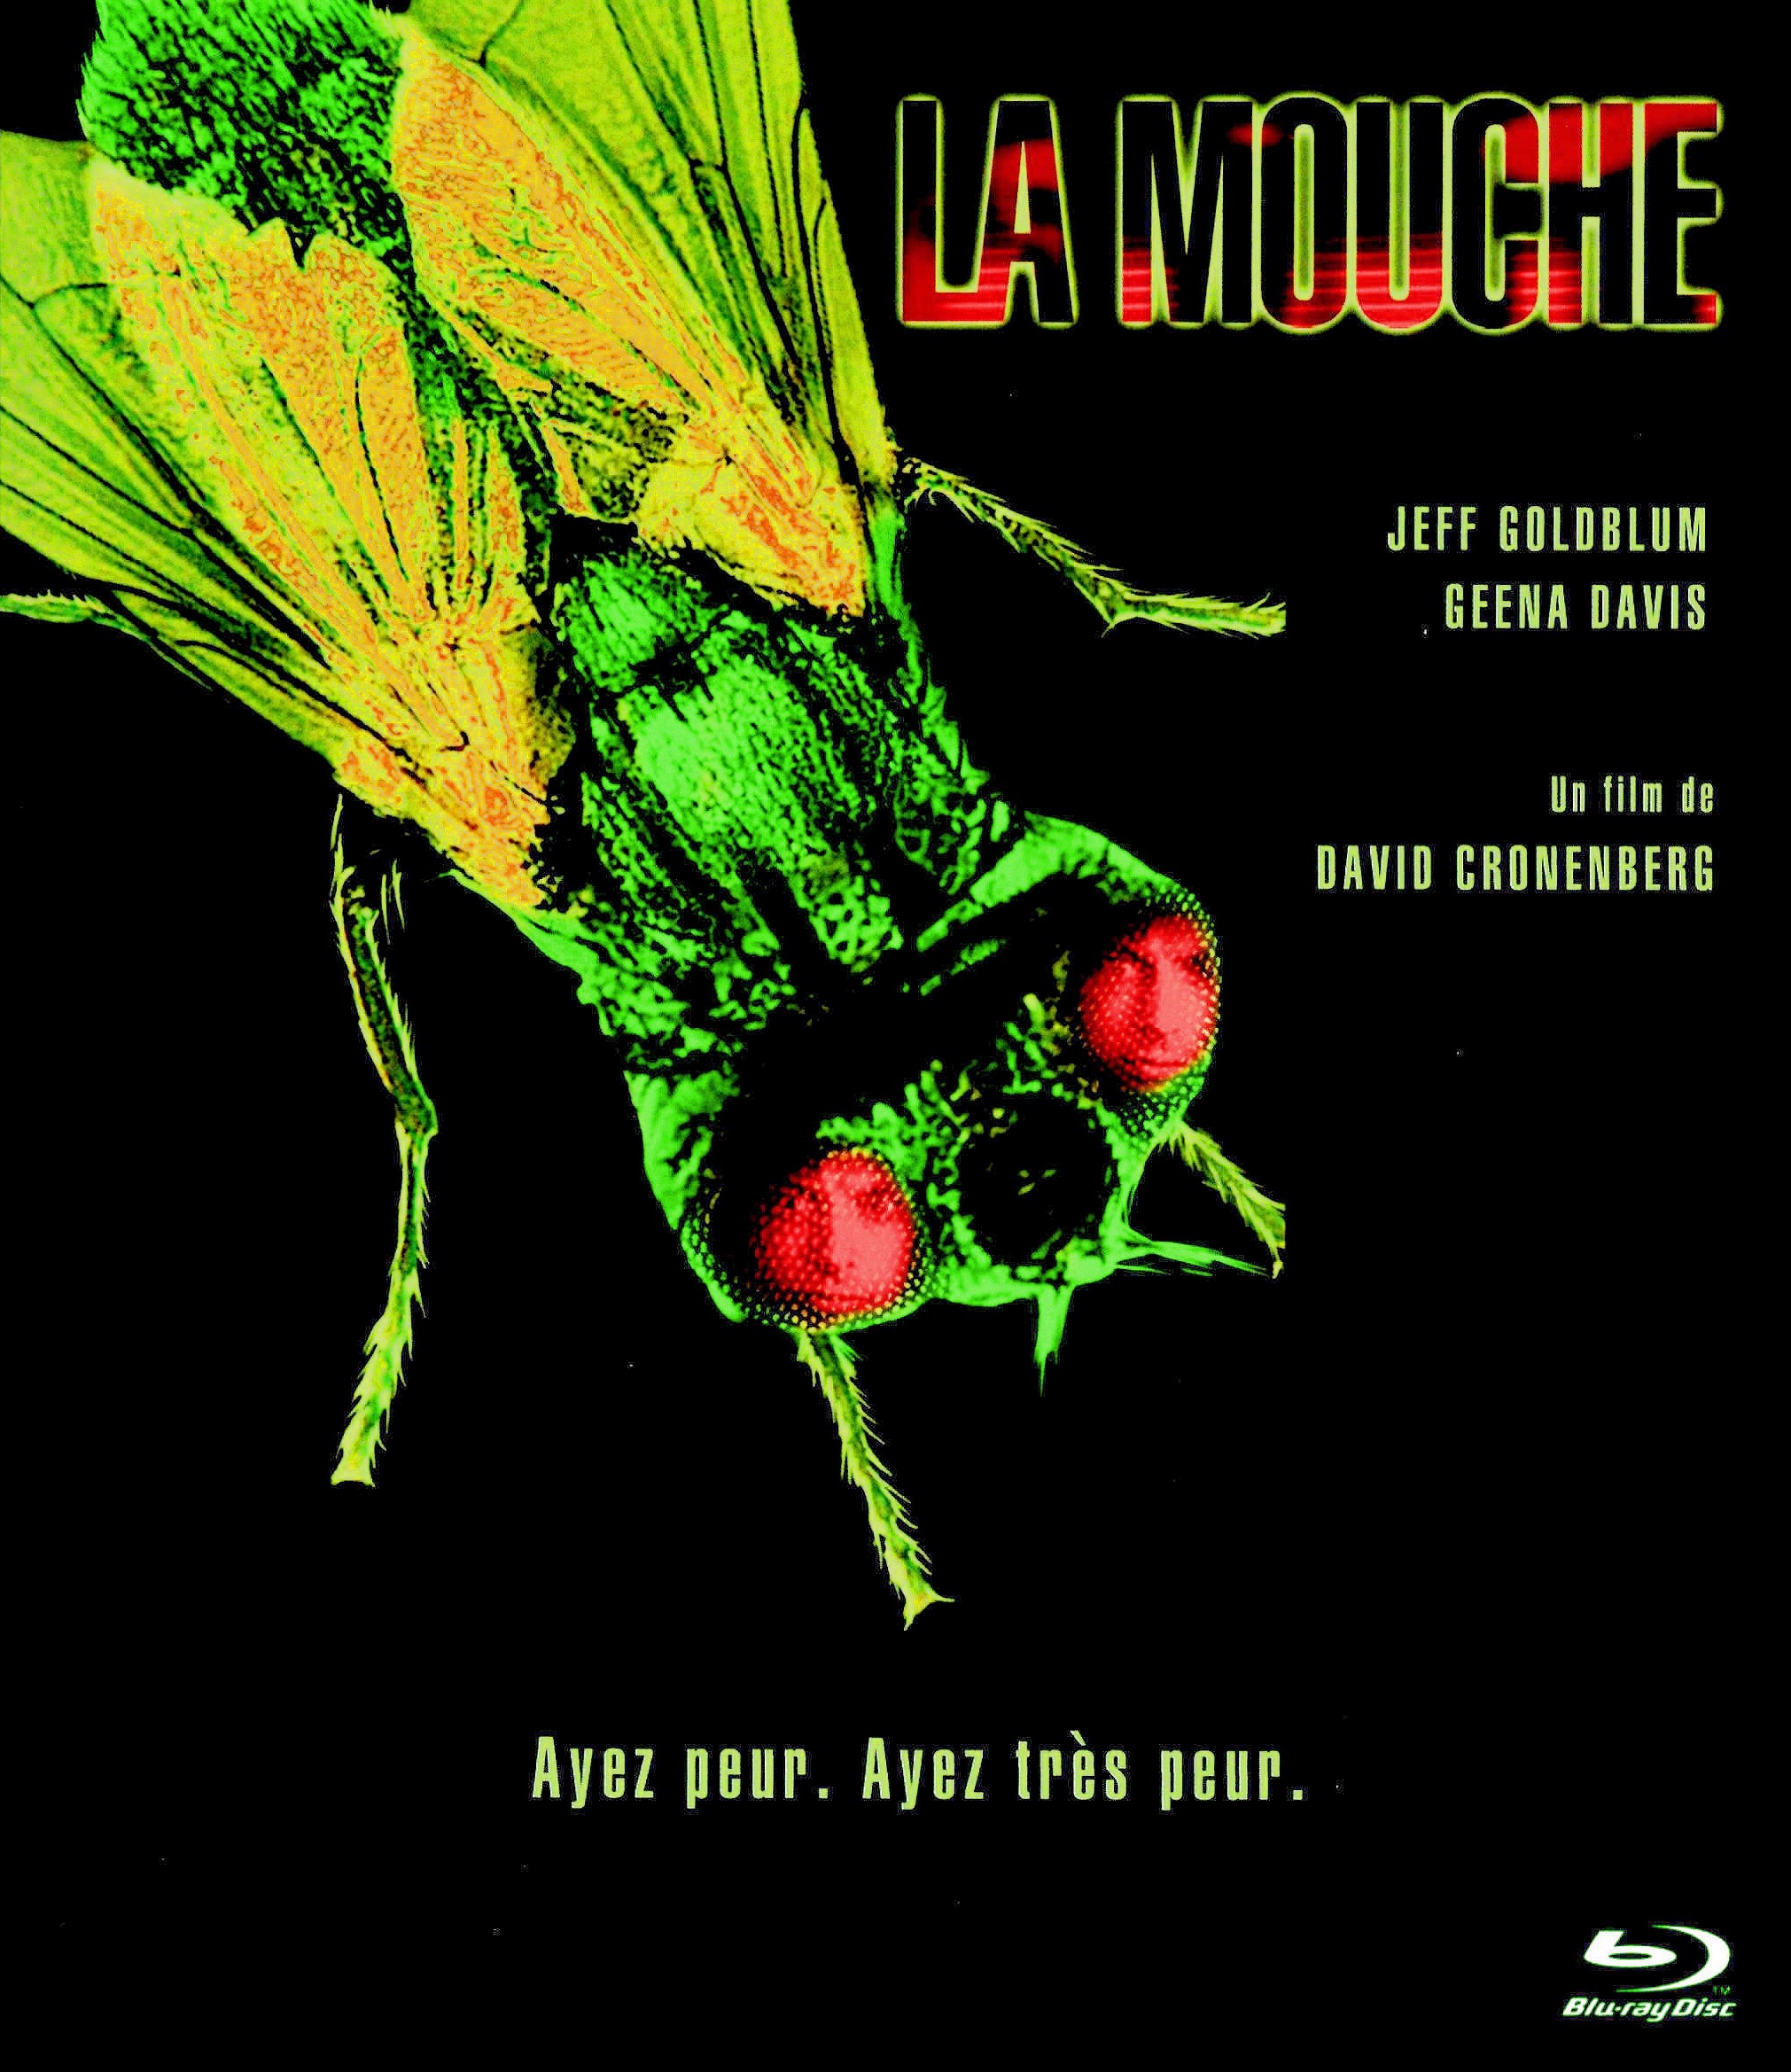 LA MOUCHE
JEFF GOLDBLUM
GEENA DAVIS
Un film de
DAVID CRONENBERG
Ayez peur. Ayez très peur.
TM
Blu-ray Disc